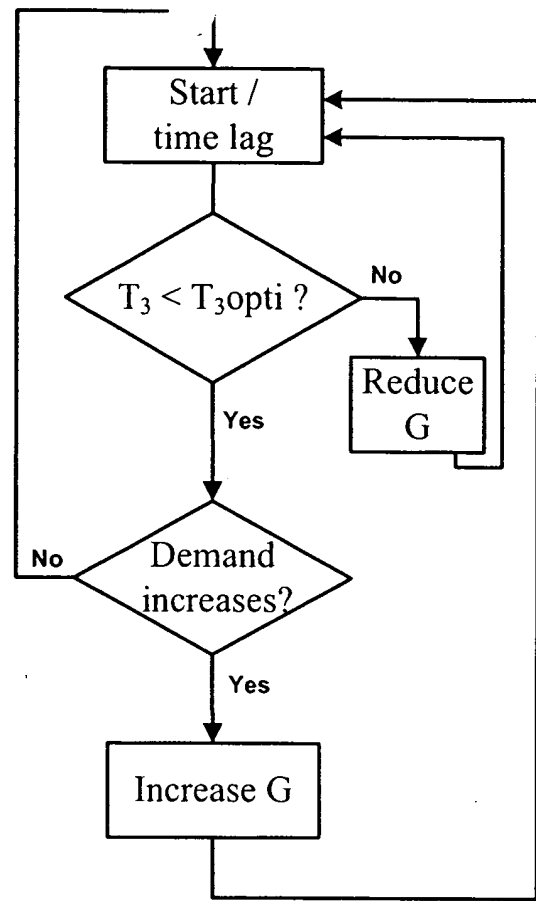 Start /
time lag
T₃ < T₃opti ?
No
Reduce
G
Yes
Demand
increases?
No
Yes
Increase G